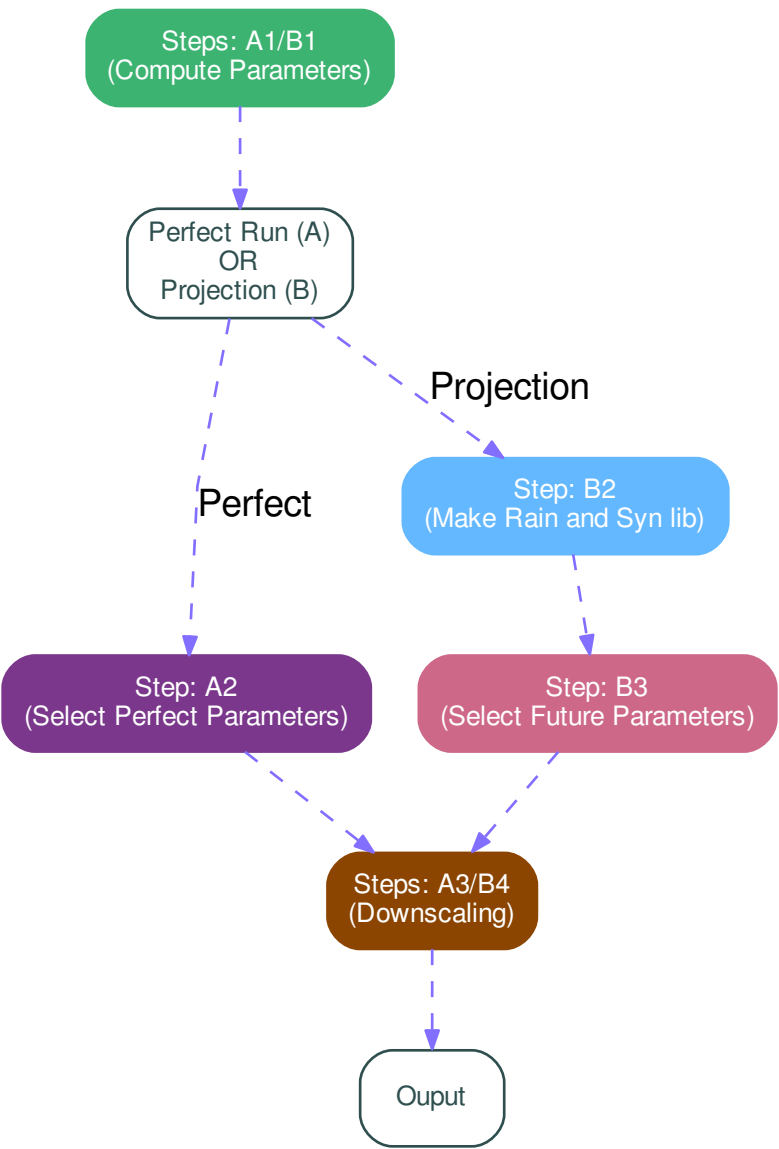 Steps: A1/B1
(Compute Parameters)
Perfect Run (A)
OR
Projection (B)
Projection
Perfect
Step: B2
(Make Rain and Syn lib)
Step: A2
(Select Perfect Parameters)
Step: B3
(Select Future Parameters)
Steps: A3/B4
(Downscaling)
Ouput